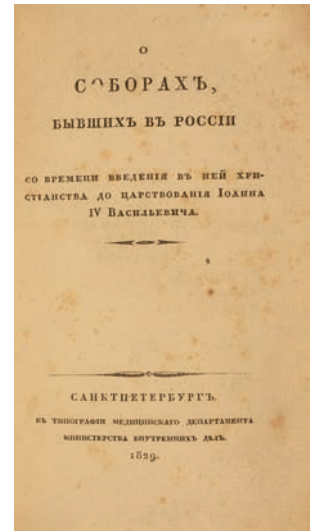 О
СОБОРАХЪ,
БЫВШИХЪ ВЪ РОССІИ
СО ВРЕМЕНИ ВВЕДЕНІЯ ВЪ НЕЙ ХРИ-
СТІАНСТВА ДО ЦАРСТВОВАНІЯ ІОАННА
IV ВАСИЛЬЕВИЧА.
САНКТПЕТЕРБУРГЪ.
ВЪ ТИПОГРАФІИ МЕДИЦИНСКАГО ДЕПАРТАМЕНТА
МИНИСТЕРСТВА ВНУТРЕННИХЪ ДѢЛЪ.
1829.